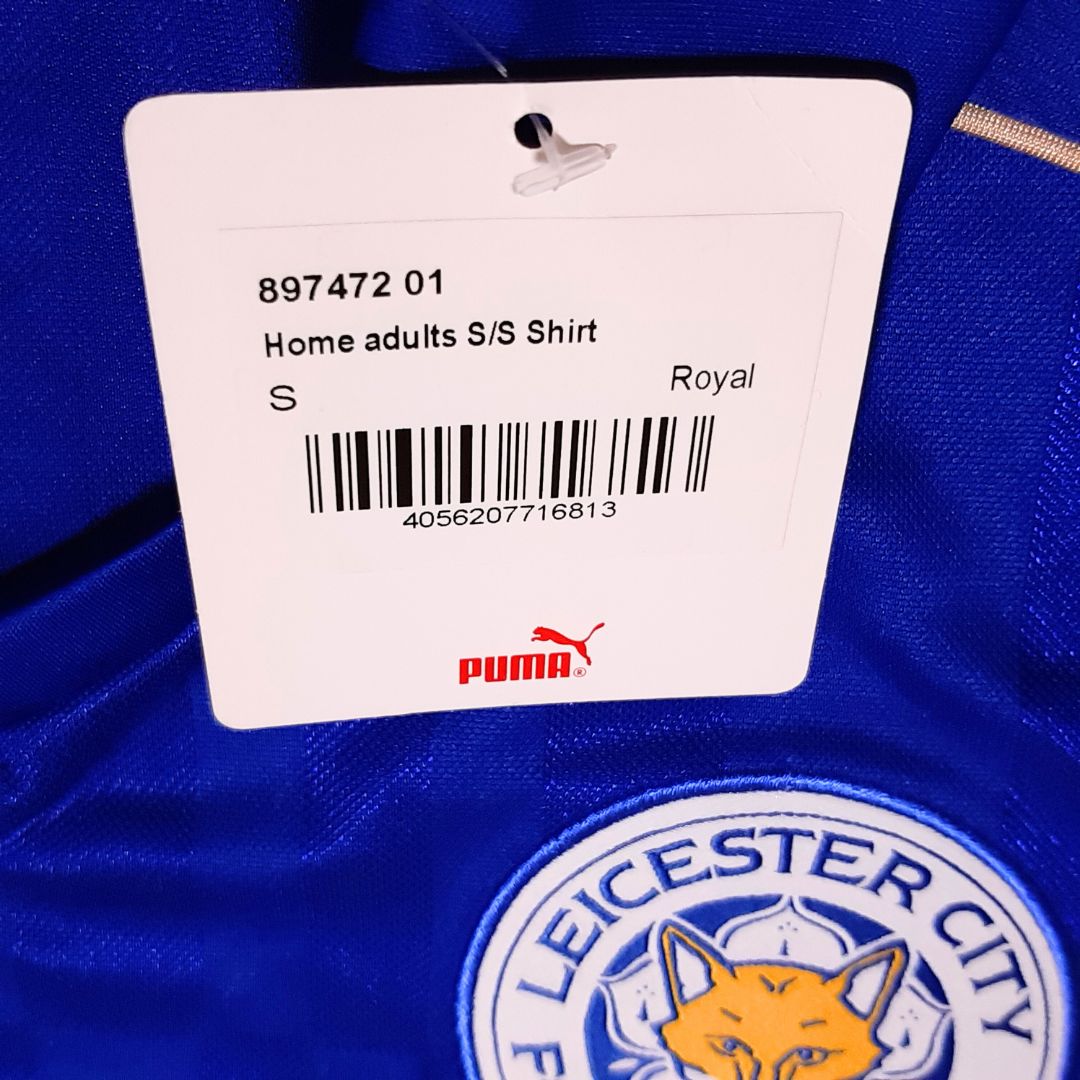 897472 01
Home adults S/S Shirt
S
Royal
4056207716813
PUMA®
LEICESTER CITY
F